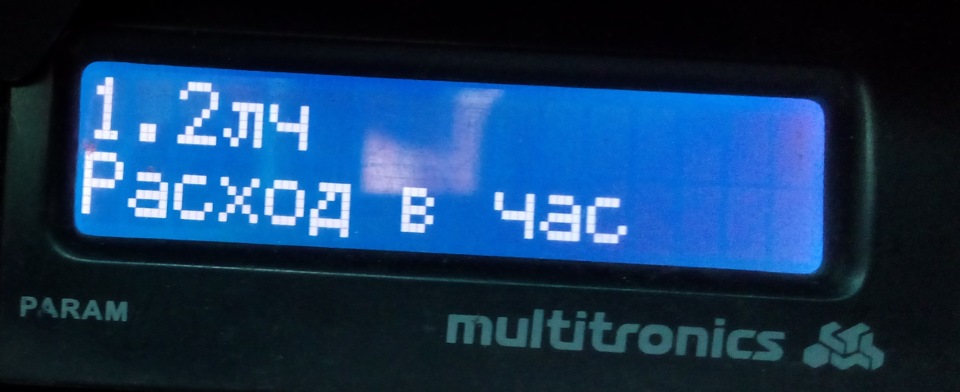 1.2лч
Расход в час
PARAM
multitronics